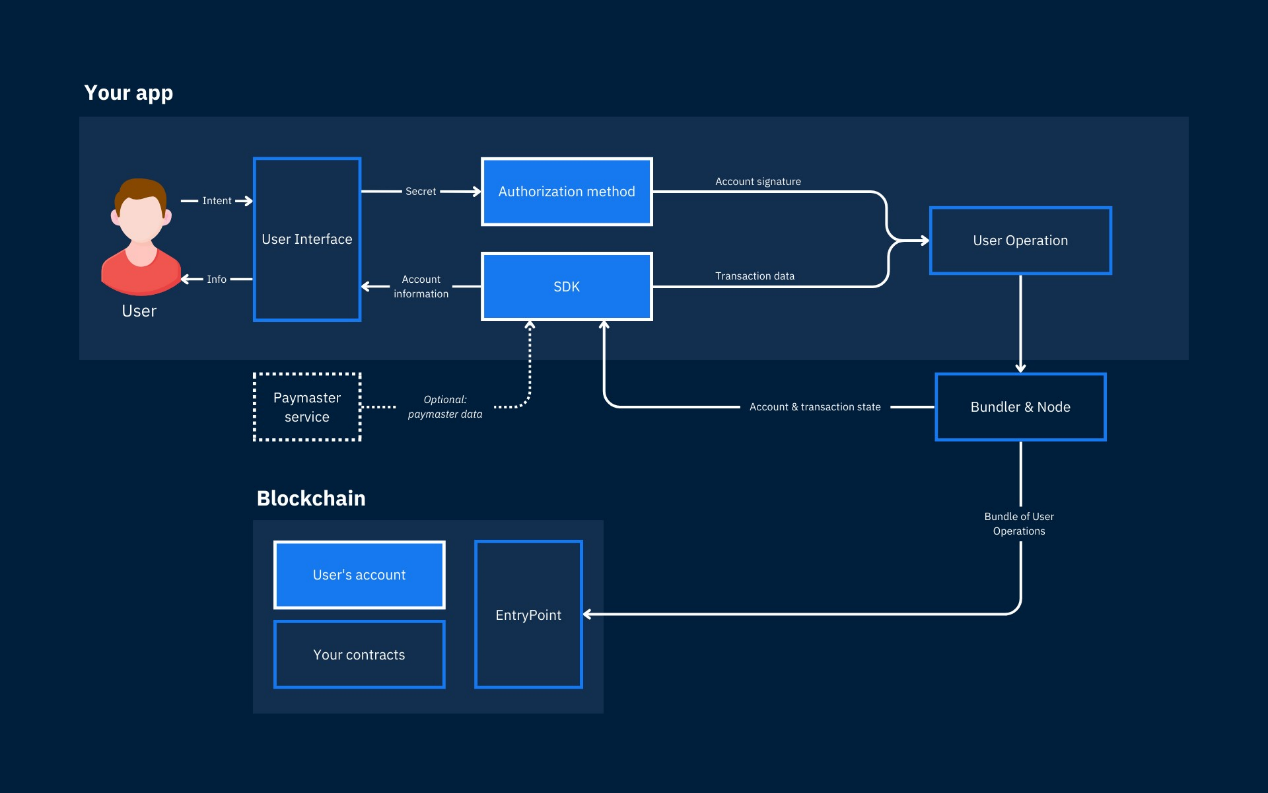 Your app
User
Intent
Info
User Interface
Secret
Account
information
Authorization method
SDK
Account signature
Transaction data
User Operation
Paymaster
service
Optional:
paymaster data
Account & transaction state
Bundler & Node
Bundle of User
Operations
Blockchain
User's account
Your contracts
EntryPoint